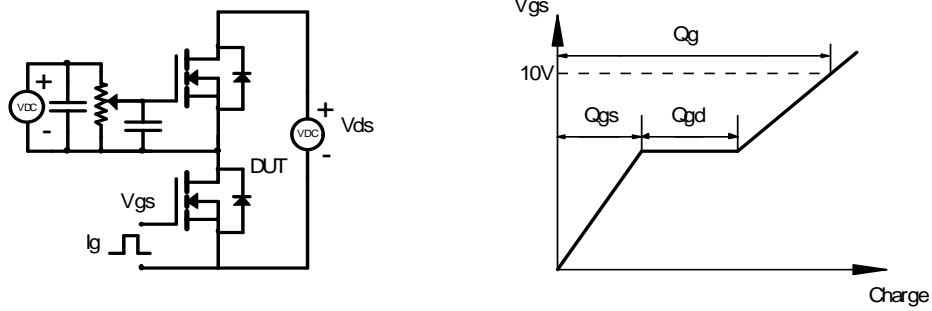 +
VDC
-
+
VDC
-
Vds
DUT
Vgs
Ig
Vgs
Qg
10V
Qgs
Qgd
Charge